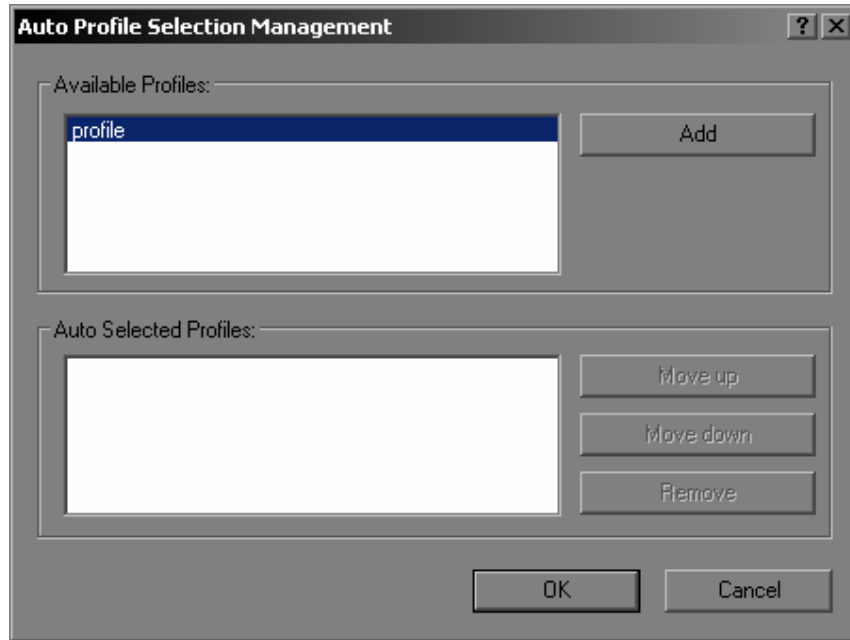 Auto Profile Selection Management
Available Profiles:
profile
Add
Auto Selected Profiles:
Move up
Move down
Remove
OK
Cancel